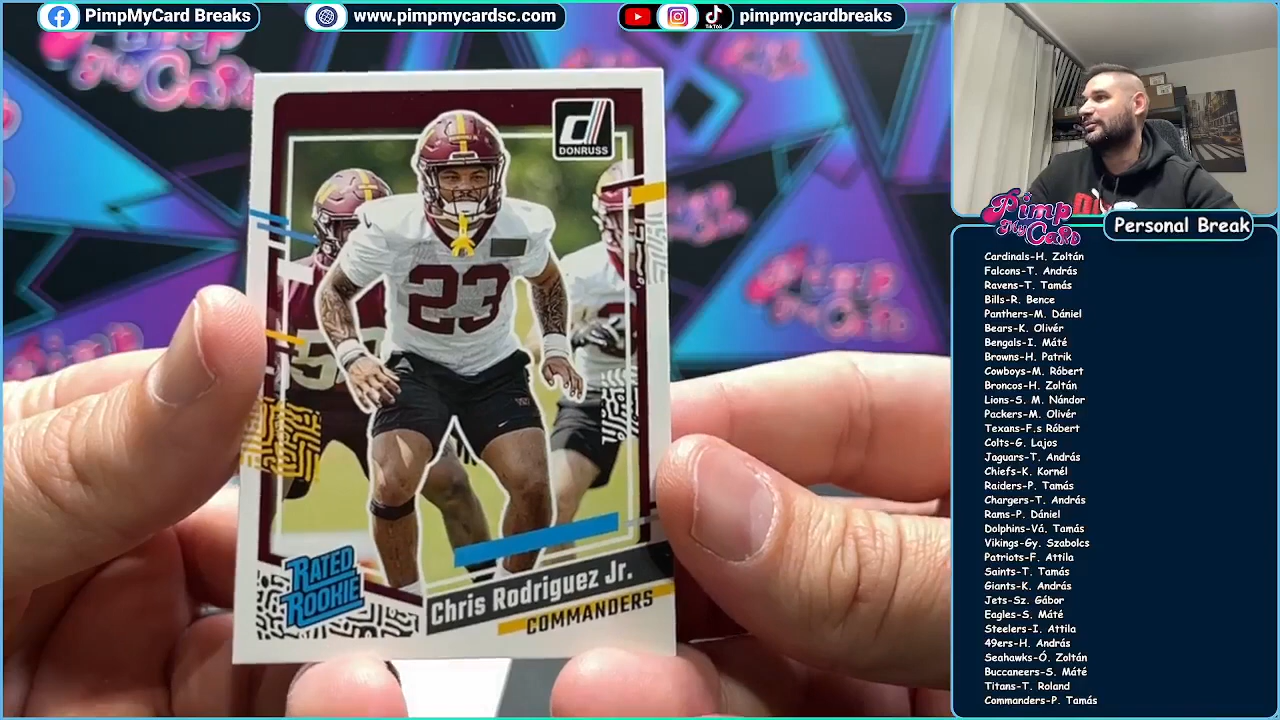 PimpMyCard Breaks
www.pimpmycardsc.com
TikTok
pimpmycardbreaks
DONRUSS
23
RATED
ROOKIE
Chris Rodriguez Jr.
COMMANDERS
Pimp
My
Card
Personal Break
Cardinals-H. Zoltán
Falcons-T. András
Ravens-T. Tamás
Bills-R. Bence
Panthers-M. Dániel
Bears-K. Olivér
Bengals-I. Máté
Browns-H. Patrik
Cowboys-M. Róbert
Broncos-H. Zoltán
Lions-S. M. Nándor
Packers-M. Olivér
Texans-F.s Róbert
Colts-G. Lajos
Jaguars-T. András
Chiefs-K. Kornél
Raiders-P. Tamás
Chargers-T. András
Rams-P. Dániel
Dolphins-Vá. Tamás
Vikings-Gy. Szabolcs
Patriots-F. Attila
Saints-T. Tamás
Giants-K. András
Jets-Sz. Gábor
Eagles-S. Máté
Steelers-I. Attila
49ers-H. András
Seahawks-Ó. Zoltán
Buccaneers-S. Máté
Titans-T. Roland
Commanders-P. Tamás